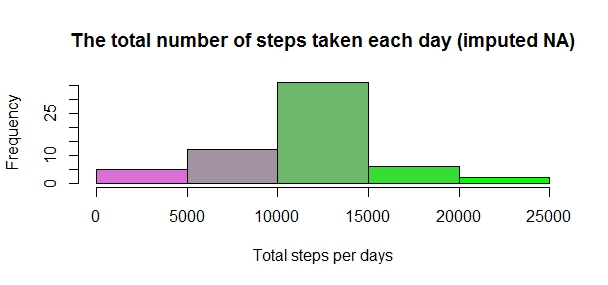 The total number of steps taken each day (imputed NA)
Frequency
25
10
0
0 5000 10000 15000 20000 25000
Total steps per days